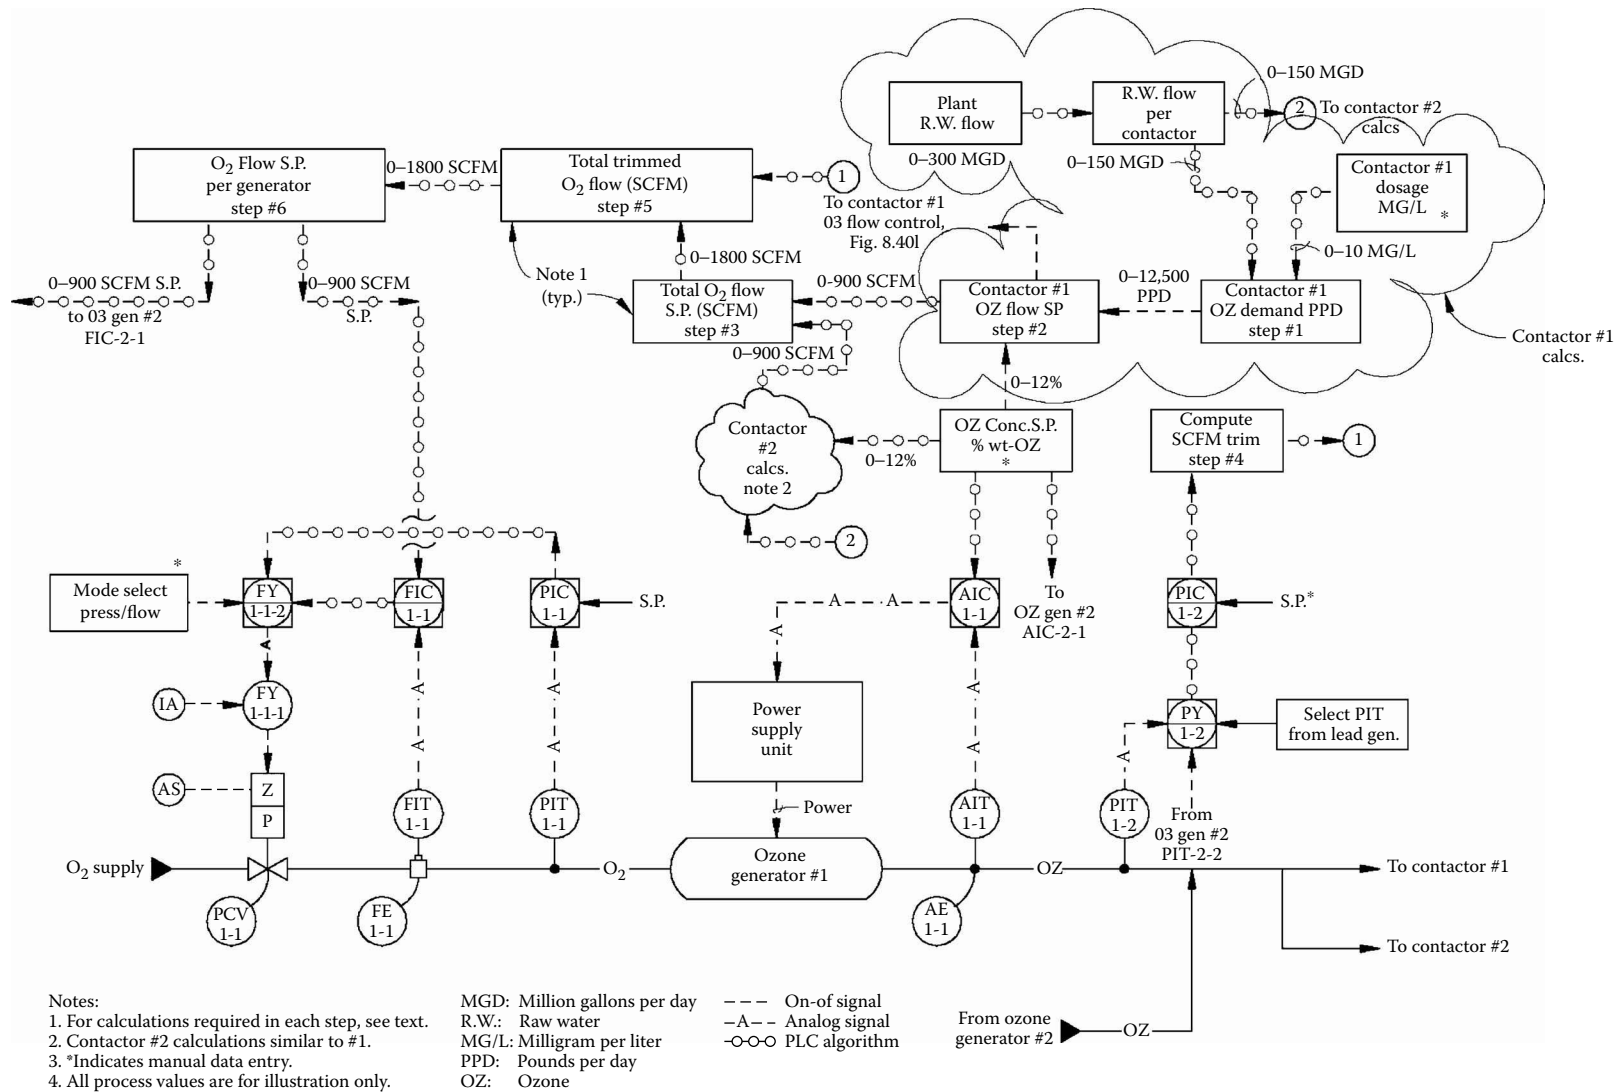 Plant
R.W. flow
0–300 MGD
R.W. flow
per
contactor
0–150 MGD
0–150 MGD
2
To contactor #2
calcs
Contactor #1
dosage
MG/L
*
0–10 MG/L
O2 Flow S.P.
per generator
step #6
0–1800 SCFM
Total trimmed
O2 flow (SCFM)
step #5
1
To contactor #1
03 flow control,
Fig. 8.40l
0–900 SCFM S.P.
to 03 gen #2
FIC-2-1
0–900 SCFM
S.P.
Note 1
(typ.)
0–1800 SCFM
Total O2 flow
S.P. (SCFM)
step #3
0–900 SCFM
0–900 SCFM
Contactor #1
OZ flow SP
step #2
0–12,500
PPD
Contactor #1
OZ demand PPD
step #1
Contactor #1
calcs.
0–12%
Contactor
#2
calcs.
note 2
0–12%
OZ Conc.S.P.
% wt-OZ
*
Compute
SCFM trim
step #4
1
2
*
Mode select
press/flow
FY
1-1-2
FIC
1-1
PIC
1-1
S.P.
A
A
AIC
1-1
To
OZ gen #2
AIC-2-1
PIC
1-2
S.P.*
A
A
A
A
A
IA
FY
1-1-1
Power
supply
unit
PY
1-2
Select PIT
from lead gen.
A
A
A
A
AS
Z
P
FIT
1-1
PIT
1-1
Power
AIT
1-1
PIT
1-2
From
03 gen #2
PIT-2-2
O2 supply
O2
Ozone
generator #1
OZ
To contactor #1
PCV
1-1
FE
1-1
AE
1-1
To contactor #2
From ozone
generator #2
OZ
Notes:
1. For calculations required in each step, see text.
2. Contactor #2 calculations similar to #1.
3. *Indicates manual data entry.
4. All process values are for illustration only.
MGD: Million gallons per day
R.W.: Raw water
MG/L: Milligram per liter
PPD: Pounds per day
OZ: Ozone
On-of signal
A Analog signal
PLC algorithm